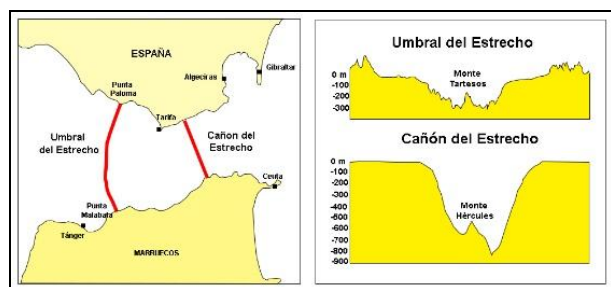 ESPAÑA
Punta
Paloma
Algeciras
Gibraltar
Tarifa
Umbral
del Estrecho
Cañon del
Estrecho
Ceuta
Punta
Malabata
Tánger
MARRUECOS
Umbral del Estrecho
0 m
-100
-200
-300
Monte
Tartesos
Cañón del Estrecho
0 m
-100
-200
-300
-400
-500
-600
-700
-800
-900
Monte
Hércules